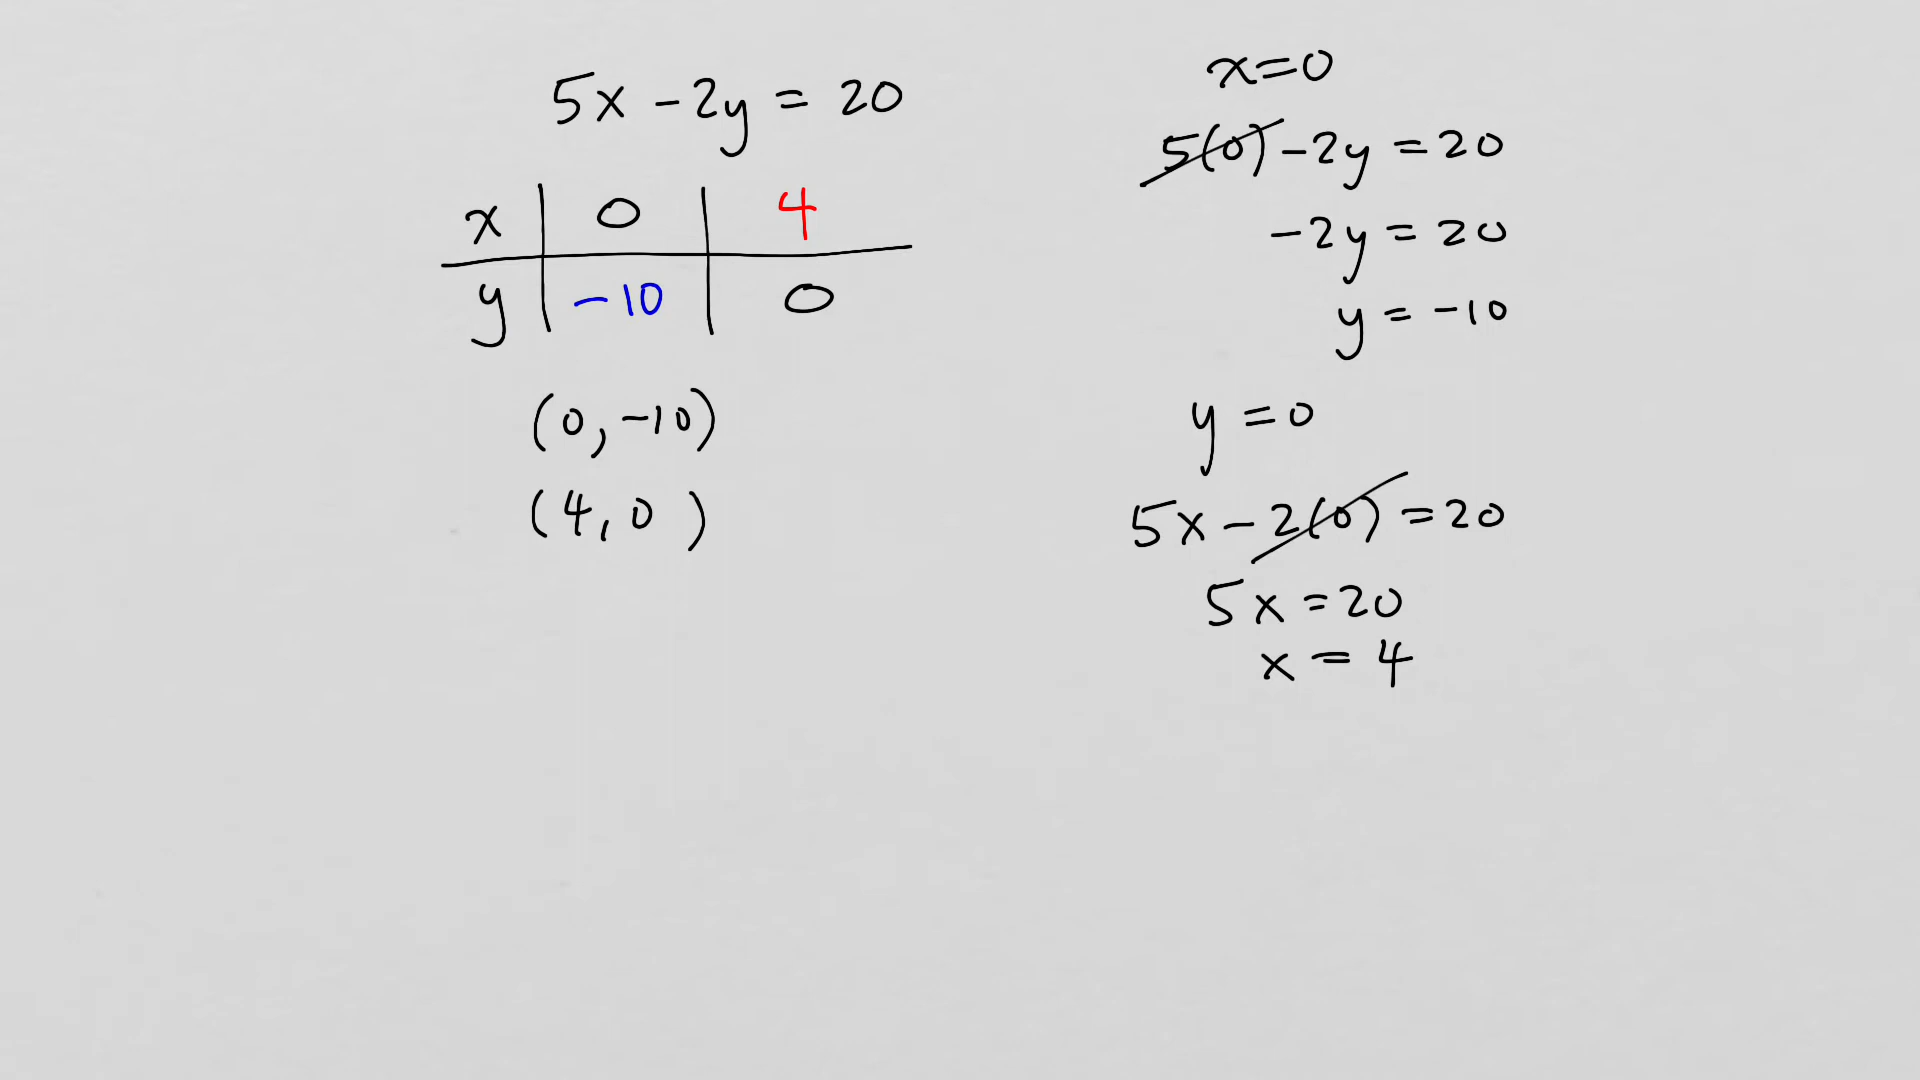 5x - 2y = 20
x | 0 | 4
y | -10 | 0
(0, -10)
(4, 0)
x = 0
5(0) - 2y = 20
-2y = 20
y = -10
y = 0
5x - 2(0) = 20
5x = 20
x = 4